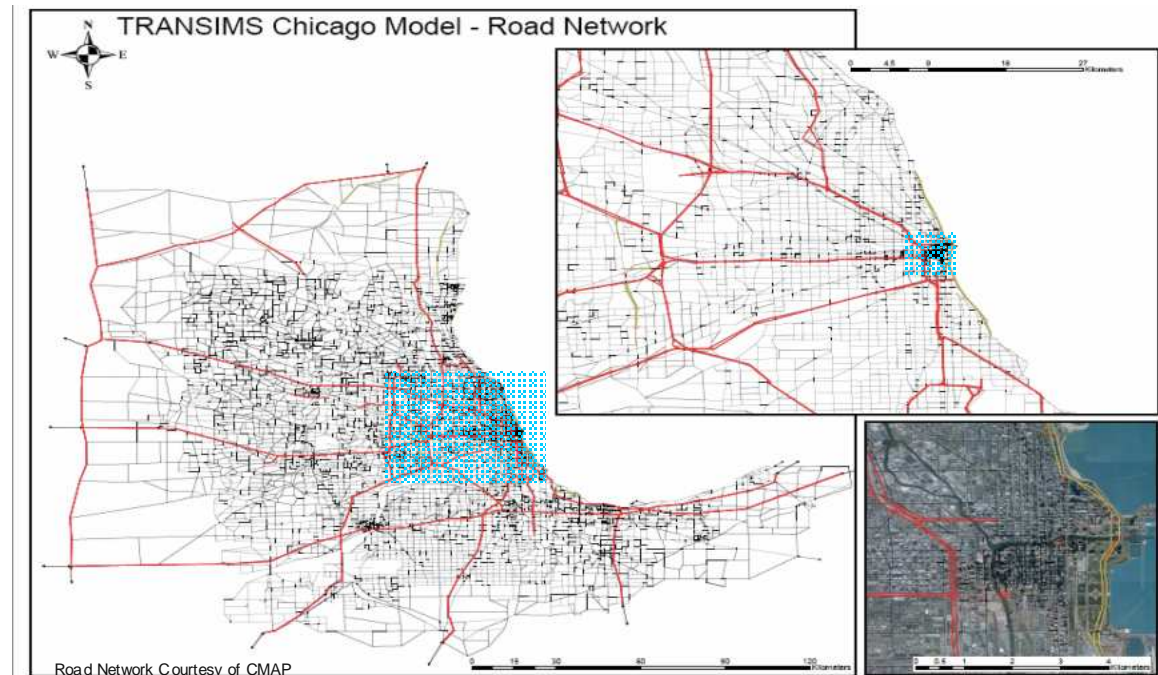 TRANSIMS Chicago Model - Road Network
N
W E
S
0 4.5 9 18 27
Kilometers
0 0.5 1 2 3 4
Kilometers
0 15 30 60 90 120
Kilometers
Road Network Courtesy of CMAP